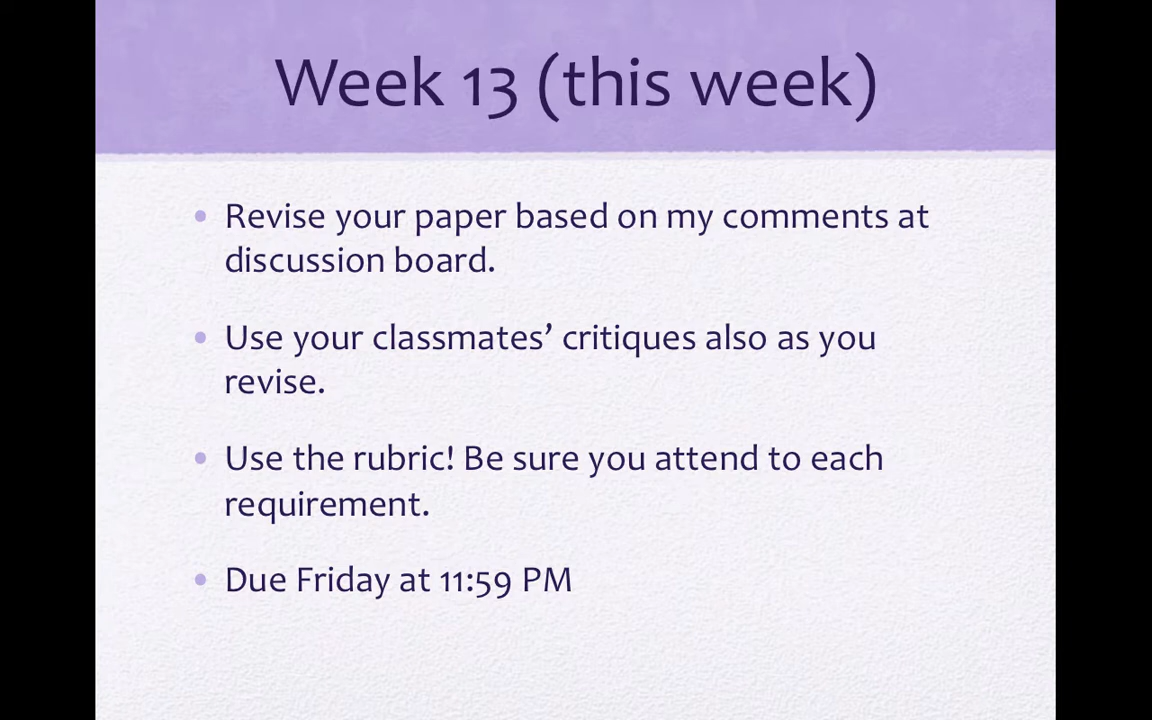 Week 13 (this week)
• Revise your paper based on my comments at
discussion board.
• Use your classmates’ critiques also as you
revise.
• Use the rubric! Be sure you attend to each
requirement.
• Due Friday at 11:59 PM